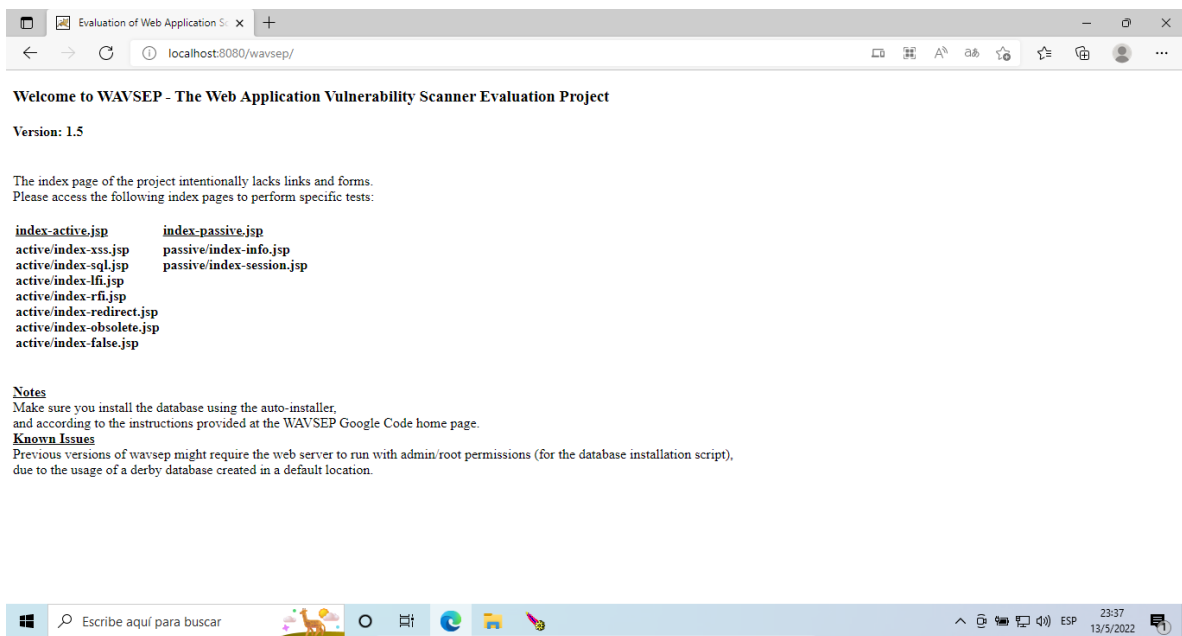 Evaluation of Web Application Sc
localhost:8080/wavsep/
Welcome to WAVSEP - The Web Application Vulnerability Scanner Evaluation Project
Version: 1.5
The index page of the project intentionally lacks links and forms.
Please access the following index pages to perform specific tests:
index-active.jsp index-passive.jsp
active/index-xss.jsp passive/index-info.jsp
active/index-sql.jsp passive/index-session.jsp
active/index-lfi.jsp
active/index-rfi.jsp
active/index-redirect.jsp
active/index-obsolete.jsp
active/index-false.jsp
Notes
Make sure you install the database using the auto-installer,
and according to the instructions provided at the WAVSEP Google Code home page.
Known Issues
Previous versions of wavsep might require the web server to run with admin/root permissions (for the database installation script),
due to the usage of a derby database created in a default location.
Escribe aquí para buscar
ESP
23:37
13/5/2022
1